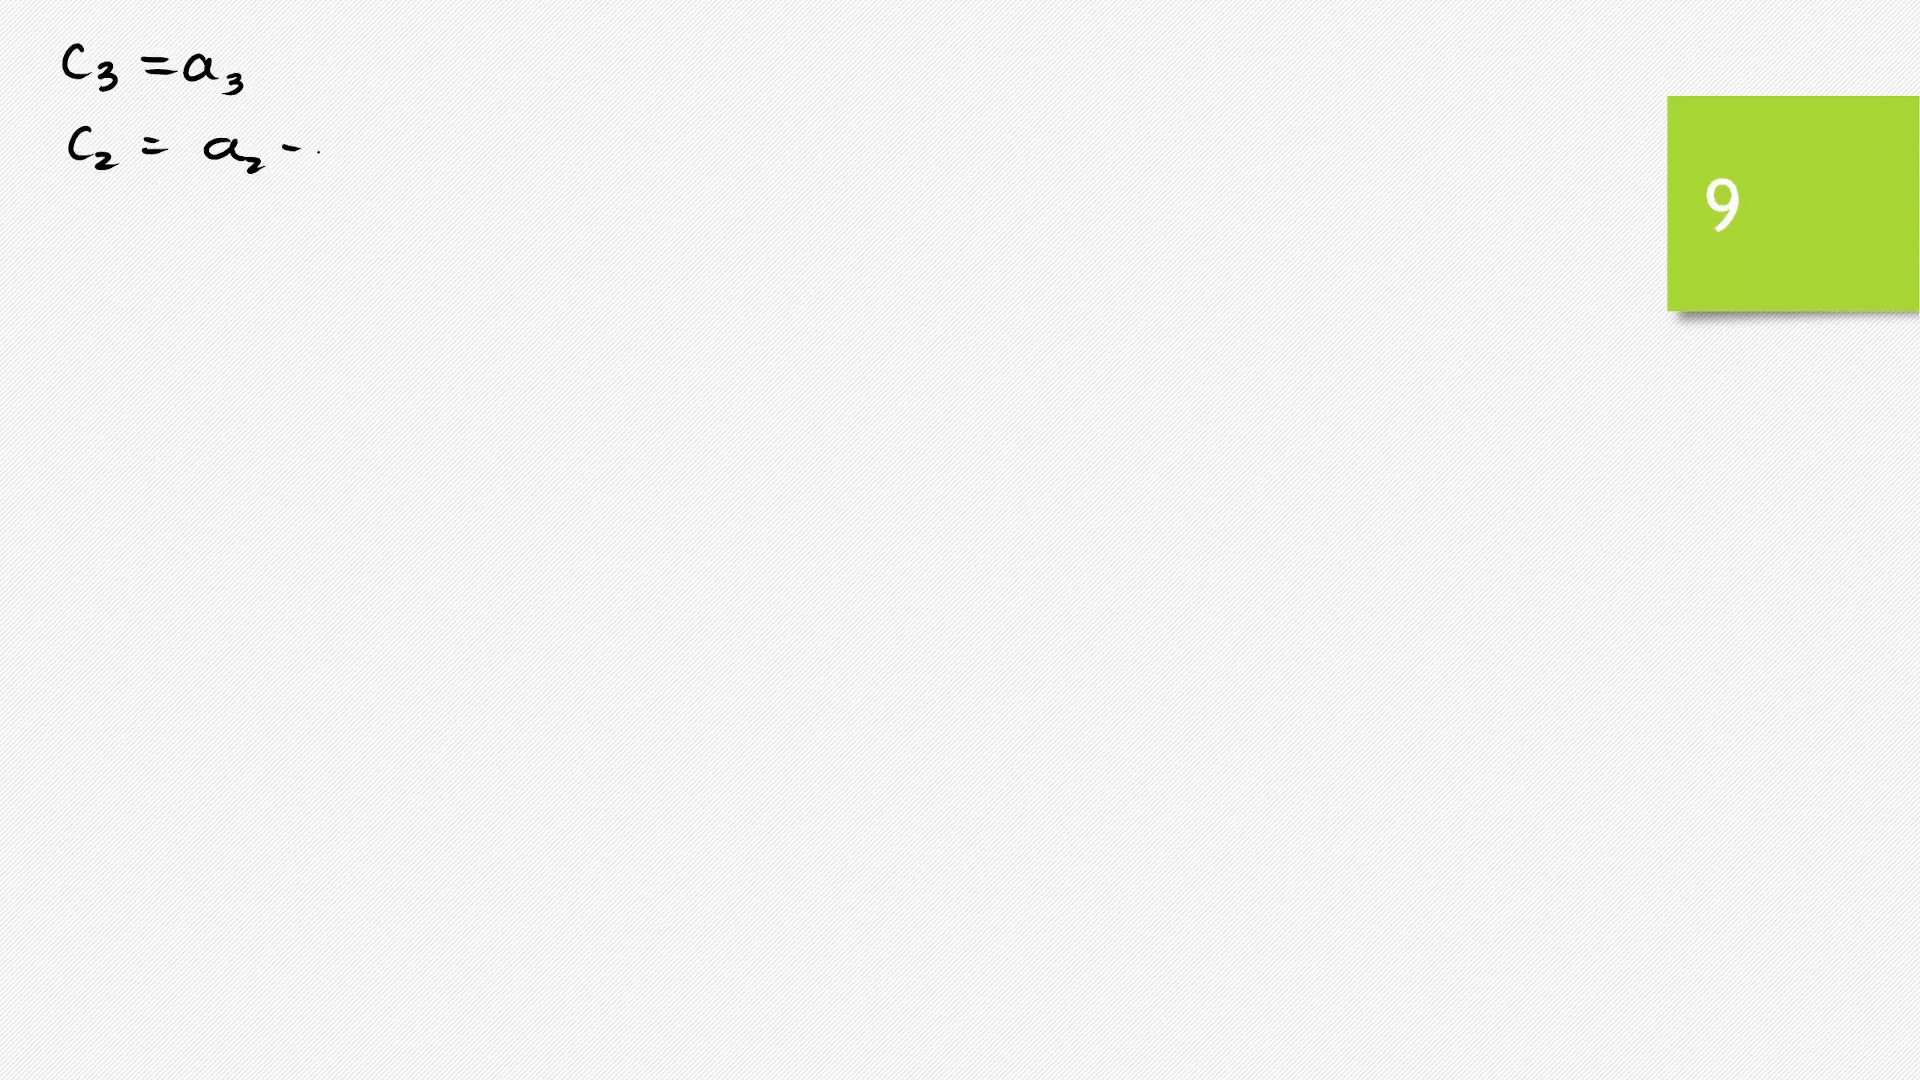 C₃ = a₃
C₂ = a₂ -
9